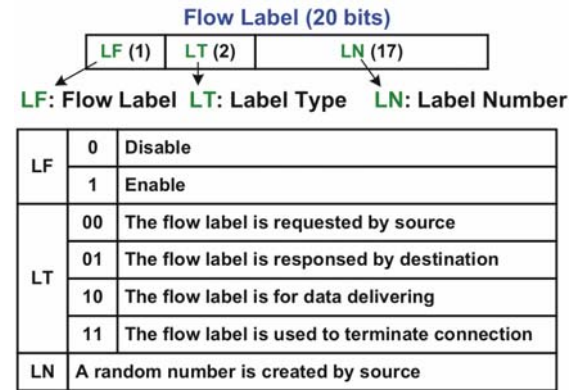 Flow Label (20 bits)
LF (1) LT (2) LN (17)
LF: Flow Label LT: Label Type LN: Label Number
LF
0 Disable
1 Enable
LT
00 The flow label is requested by source
01 The flow label is responsed by destination
10 The flow label is for data delivering
11 The flow label is used to terminate connection
LN A random number is created by source